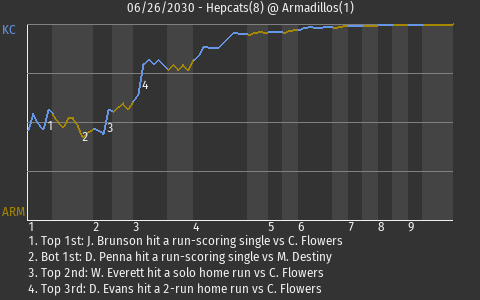 06/26/2030 - Hepcats(8) @ Armadillos(1)
KC
4
1
3
2
ARM
1 2 3 4 5 6 7 8 9
1. Top 1st: J. Brunson hit a run-scoring single vs C. Flowers
2. Bot 1st: D. Penna hit a run-scoring single vs M. Destiny
3. Top 2nd: W. Everett hit a solo home run vs C. Flowers
4. Top 3rd: D. Evans hit a 2-run home run vs C. Flowers